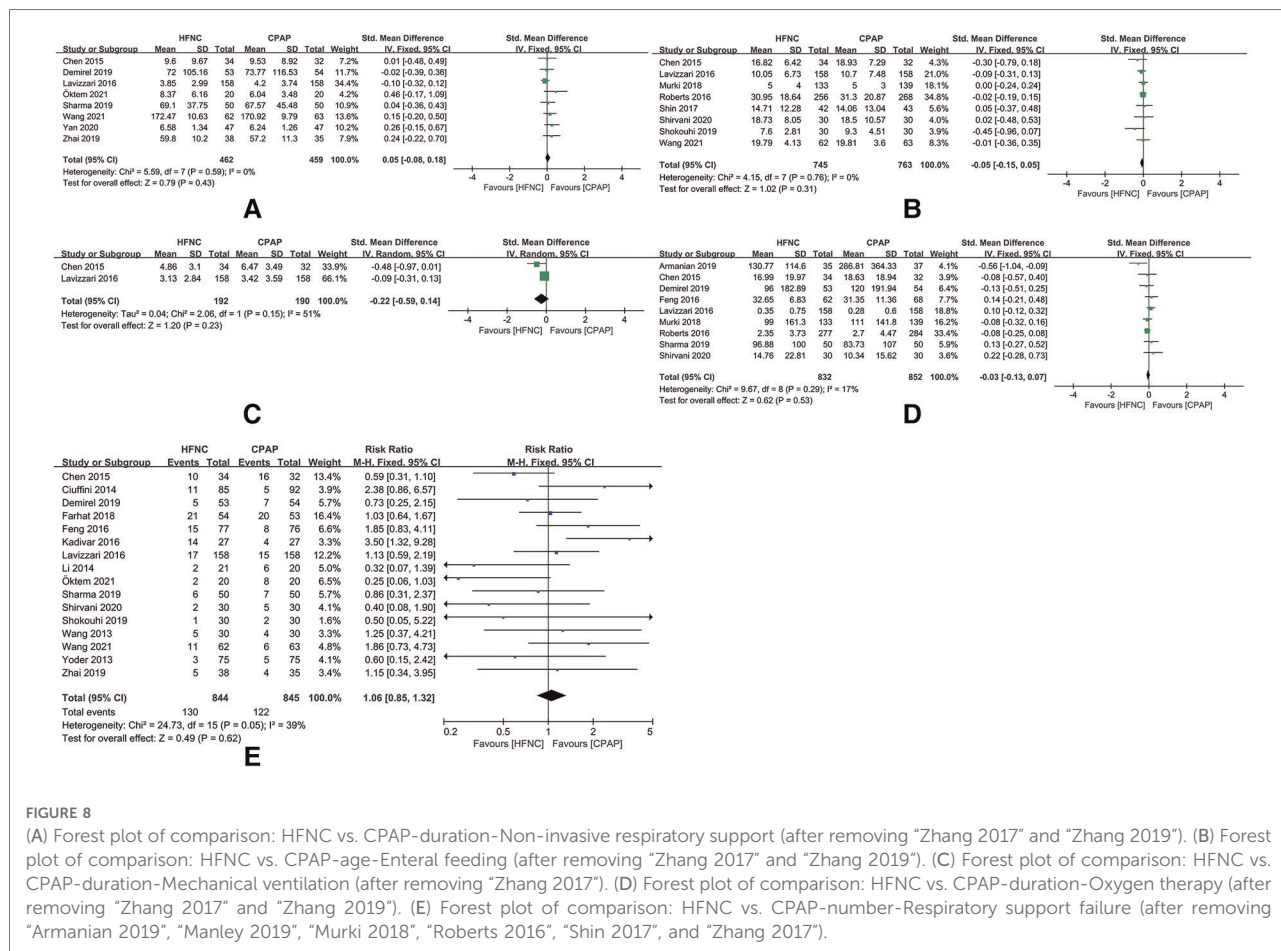 HFNC CPAP Std. Mean Difference Std. Mean Difference
Study or Subgroup Mean SD Total Mean SD Total Weight IV. Fixed. 95% CI IV. Fixed. 95% CI
Chen 2015 9.6 9.67 34 9.53 8.92 32 7.2% 0.01 [-0.48, 0.49]
Demirel 2019 72 105.16 53 73.77 116.53 54 11.7% -0.02 [-0.39, 0.36]
Lavizzari 2016 3.85 2.99 158 4.2 3.74 158 34.4% -0.10 [-0.32, 0.12]
Öktem 2021 8.37 6.16 20 6.04 3.48 20 4.2% 0.46 [-0.17, 1.09]
Sharma 2019 69.1 37.75 50 67.57 45.48 50 10.9% 0.04 [-0.36, 0.43]
Wang 2021 172.47 10.63 62 170.92 9.79 63 13.6% 0.15 [-0.20, 0.50]
Yan 2020 6.58 1.34 47 6.24 1.26 47 10.2% 0.26 [-0.15, 0.67]
Zhai 2019 59.8 10.2 38 57.2 11.3 35 7.9% 0.24 [-0.22, 0.70]
Total (95% CI) 462 459 100.0% 0.05 [-0.08, 0.18]
Heterogeneity: Chi² = 5.59, df = 7 (P = 0.59); I² = 0%
Test for overall effect: Z = 0.79 (P = 0.43)
-4 -2 0 2 4
Favours [HFNC] Favours [CPAP]
A
HFNC CPAP Std. Mean Difference Std. Mean Difference
Study or Subgroup Mean SD Total Mean SD Total Weight IV. Fixed. 95% CI IV. Fixed. 95% CI
Chen 2015 16.82 6.42 34 18.93 7.29 32 4.3% -0.30 [-0.79, 0.18]
Lavizzari 2016 10.05 6.73 158 10.7 7.48 158 21.0% -0.09 [-0.31, 0.13]
Murki 2018 5 4 133 5 3 139 18.1% 0.00 [-0.24, 0.24]
Roberts 2016 30.95 18.64 256 31.3 20.87 268 34.8% -0.02 [-0.19, 0.15]
Shin 2017 14.71 12.28 42 14.06 13.04 43 5.6% 0.05 [-0.37, 0.48]
Shirvani 2020 18.73 8.05 30 18.5 10.57 30 4.0% 0.02 [-0.48, 0.53]
Shokouhi 2019 7.6 2.81 30 9.3 4.51 30 3.9% -0.45 [-0.96, 0.07]
Wang 2021 19.79 4.13 62 19.81 3.6 63 8.3% -0.01 [-0.36, 0.35]
Total (95% CI) 745 763 100.0% -0.05 [-0.15, 0.05]
Heterogeneity: Chi² = 4.15, df = 7 (P = 0.76); I² = 0%
Test for overall effect: Z = 1.02 (P = 0.31)
-4 -2 0 2 4
Favours [HFNC] Favours [CPAP]
B
HFNC CPAP Std. Mean Difference Std. Mean Difference
Study or Subgroup Mean SD Total Mean SD Total Weight IV. Random. 95% CI IV. Random. 95% CI
Chen 2015 4.86 3.1 34 6.47 3.49 32 33.9% -0.48 [-0.97, 0.01]
Lavizzari 2016 3.13 2.84 158 3.42 3.59 158 66.1% -0.09 [-0.31, 0.13]
Total (95% CI) 192 190 100.0% -0.22 [-0.59, 0.14]
Heterogeneity: Tau² = 0.04; Chi² = 2.06, df = 1 (P = 0.15); I² = 51%
Test for overall effect: Z = 1.20 (P = 0.23)
-4 -2 0 2 4
Favours [HFNC] Favours [CPAP]
C
HFNC CPAP Std. Mean Difference Std. Mean Difference
Study or Subgroup Mean SD Total Mean SD Total Weight IV. Fixed. 95% CI IV. Fixed. 95% CI
Armanian 2019 130.77 114.6 35 286.81 364.33 37 4.1% -0.56 [-1.04, -0.09]
Chen 2015 16.99 19.97 34 18.63 18.94 32 3.9% -0.08 [-0.57, 0.40]
Demirel 2019 96 182.89 53 120 191.94 54 6.4% -0.13 [-0.51, 0.25]
Feng 2016 32.65 6.83 62 31.35 11.36 68 7.7% 0.14 [-0.21, 0.48]
Lavizzari 2016 0.35 0.75 158 0.28 0.6 158 18.8% 0.10 [-0.12, 0.32]
Murki 2018 99 161.3 133 111 141.8 139 16.2% -0.08 [-0.32, 0.16]
Roberts 2016 2.35 3.73 277 2.7 4.47 284 33.4% -0.08 [-0.25, 0.08]
Sharma 2019 96.88 100 50 83.73 107 50 5.9% 0.13 [-0.27, 0.52]
Shirvani 2020 14.76 22.81 30 10.34 15.62 30 3.6% 0.22 [-0.28, 0.73]
Total (95% CI) 832 852 100.0% -0.03 [-0.13, 0.07]
Heterogeneity: Chi² = 9.67, df = 8 (P = 0.29); I² = 17%
Test for overall effect: Z = 0.62 (P = 0.53)
-4 -2 0 2 4
Favours [HFNC] Favours [CPAP]
D
HFNC CPAP Risk Ratio Risk Ratio
Study or Subgroup Events Total Events Total Weight M-H. Fixed. 95% CI M-H. Fixed. 95% CI
Chen 2015 10 34 16 32 13.4% 0.59 [0.31, 1.10]
Ciuffini 2014 11 85 5 92 3.9% 2.38 [0.86, 6.57]
Demirel 2019 5 53 7 54 5.7% 0.73 [0.25, 2.15]
Farhat 2018 21 54 20 53 16.4% 1.03 [0.64, 1.67]
Feng 2016 15 77 8 76 6.6% 1.85 [0.83, 4.11]
Kadivar 2016 14 27 4 27 3.3% 3.50 [1.32, 9.28]
Lavizzari 2016 17 158 15 158 12.2% 1.13 [0.59, 2.19]
Li 2014 2 21 6 20 5.0% 0.32 [0.07, 1.39]
Öktem 2021 2 20 8 20 6.5% 0.25 [0.06, 1.03]
Sharma 2019 6 50 7 50 5.7% 0.86 [0.31, 2.37]
Shirvani 2020 2 30 5 30 4.1% 0.40 [0.08, 1.90]
Shokouhi 2019 1 30 2 30 1.6% 0.50 [0.05, 5.22]
Wang 2013 5 30 4 30 3.3% 1.25 [0.37, 4.21]
Wang 2021 11 62 6 63 4.8% 1.86 [0.73, 4.73]
Yoder 2013 3 75 5 75 4.1% 0.60 [0.15, 2.42]
Zhai 2019 5 38 4 35 3.4% 1.15 [0.34, 3.95]
Total (95% CI) 844 845 100.0% 1.06 [0.85, 1.32]
Total events 130 122
Heterogeneity: Chi² = 24.73, df = 15 (P = 0.05); I² = 39%
Test for overall effect: Z = 0.49 (P = 0.62)
0.2 0.5 1 2 5
Favours [HFNC] Favours [CPAP]
E
FIGURE 8
(A) Forest plot of comparison: HFNC vs. CPAP-duration-Non-invasive respiratory support (after removing “Zhang 2017” and “Zhang 2019”). (B) Forest
plot of comparison: HFNC vs. CPAP-age-Enteral feeding (after removing “Zhang 2017” and “Zhang 2019”). (C) Forest plot of comparison: HFNC vs.
CPAP-duration-Mechanical ventilation (after removing “Zhang 2017”). (D) Forest plot of comparison: HFNC vs. CPAP-duration-Oxygen therapy (after
removing “Zhang 2017” and “Zhang 2019”). (E) Forest plot of comparison: HFNC vs. CPAP-number-Respiratory support failure (after removing
“Armanian 2019”, “Manley 2019”, “Murki 2018”, “Roberts 2016”, “Shin 2017”, and “Zhang 2017”).